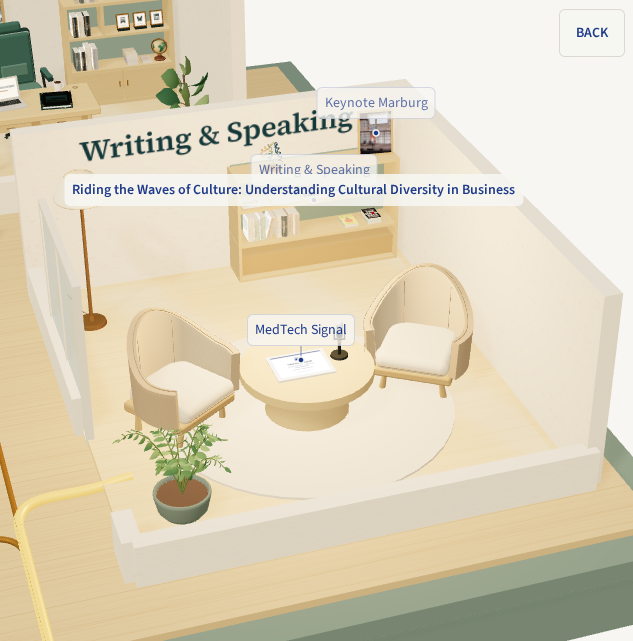 BACK
Keynote Marburg
Writing & Speaking
Writing & Speaking
Riding the Waves of Culture: Understanding Cultural Diversity in Business
MedTech Signal